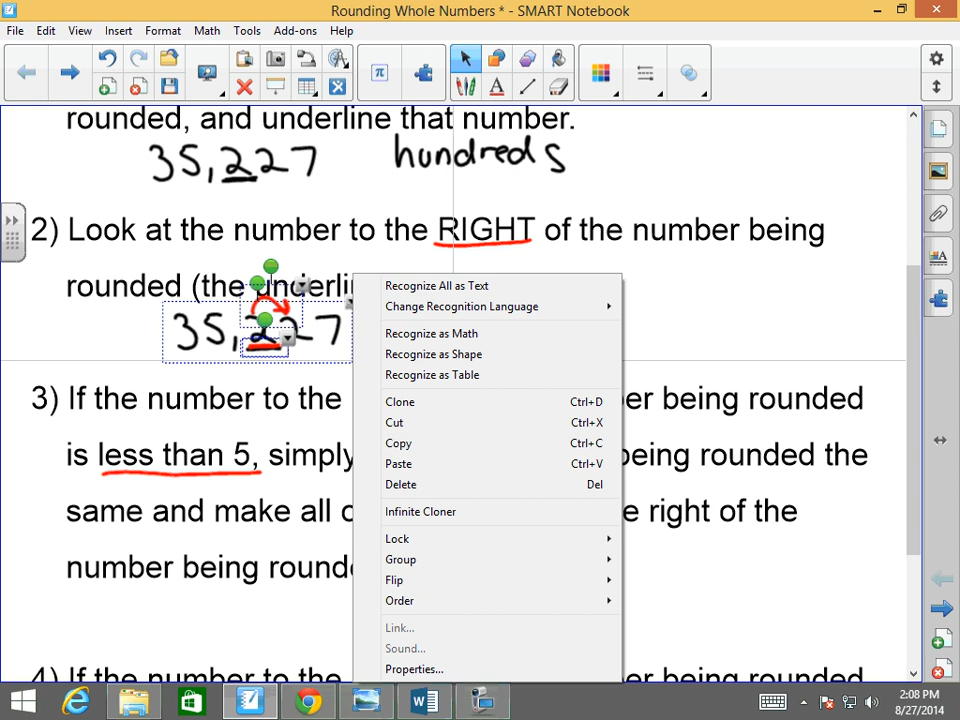 Rounding Whole Numbers * - SMART Notebook
File Edit View Insert Format Math Tools Add-ons Help
rounded, and underline that number.
35,227 hundreds
2) Look at the number to the RIGHT of the number being
rounded (the underli
35,227
3) If the number to the er being rounded
is less than 5, simply being rounded the
same and make all o e right of the
number being rounde
4) If the number to the er being rounded
Recognize All as Text
Change Recognition Language
Recognize as Math
Recognize as Shape
Recognize as Table
Clone Ctrl+D
Cut Ctrl+X
Copy Ctrl+C
Paste Ctrl+V
Delete Del
Infinite Cloner
Lock
Group
Flip
Order
Link...
Sound...
Properties...
2:08 PM
8/27/2014